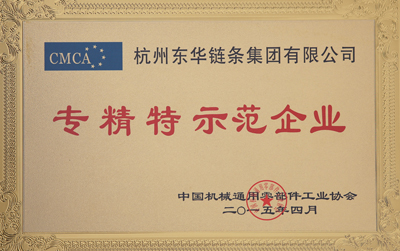 CMCA 杭州东华链条集团有限公司
专精特示范企业
中国机械通用零部件工业协会
二〇一五年四月